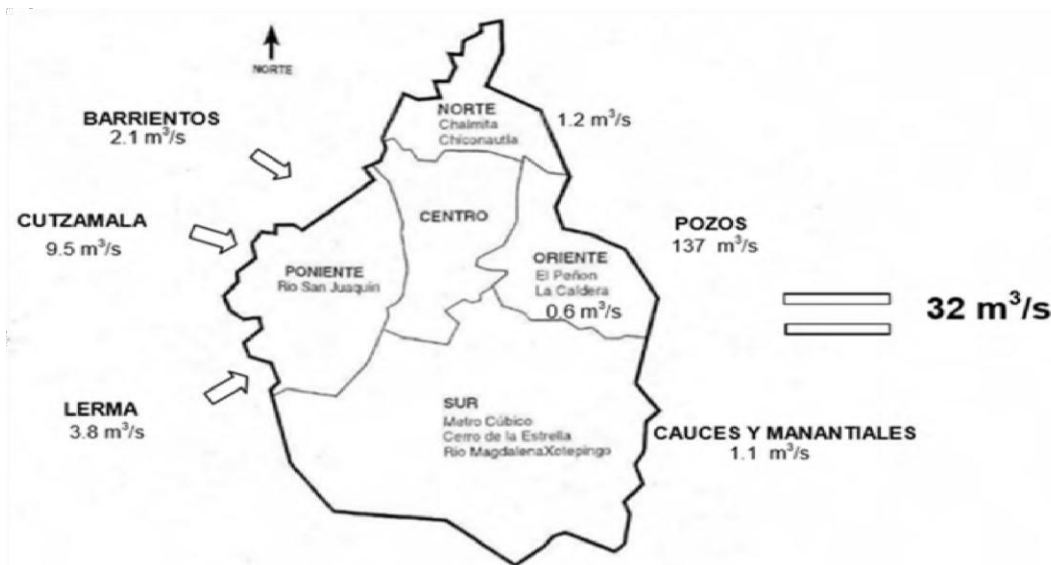 NORTE
BARRIENTOS
2.1 m³/s
CUTZAMALA
9.5 m³/s
LERMA
3.8 m³/s
NORTE
Chalmita
Chiconautla
1.2 m³/s
CENTRO
PONIENTE
Rio San Juaquin
ORIENTE
El Peñon
La Caldera
0.6 m³/s
SUR
Metro Cúbico
Cerro de la Estrella
Rio MagdalenaXotepingo
POZOS
137 m³/s
CAUCES Y MANANTIALES
1.1 m³/s
32 m³/s